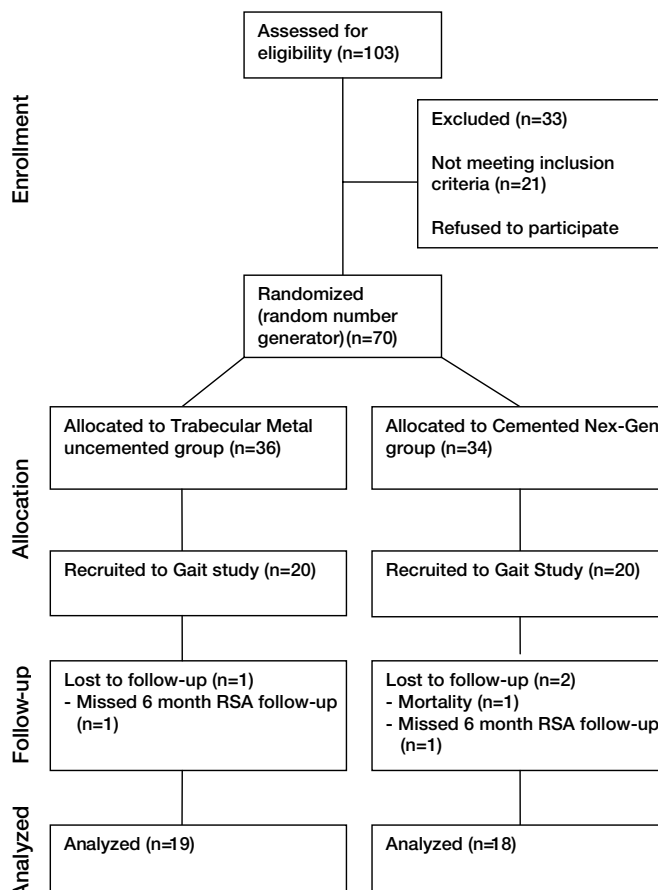 Assessed for
eligibility (n=103)
Enrollment
Excluded (n=33)
Not meeting inclusion
criteria (n=21)
Refused to participate
Randomized
(random number
generator)(n=70)
Allocation
Allocated to Trabecular Metal
uncemented group (n=36)
Allocated to Cemented Nex-Gen
group (n=34)
Recruited to Gait study (n=20)
Recruited to Gait Study (n=20)
Follow-up
Lost to follow-up (n=1)
- Missed 6 month RSA follow-up
(n=1)
Lost to follow-up (n=2)
- Mortality (n=1)
- Missed 6 month RSA follow-up
(n=1)
Analyzed
Analyzed (n=19)
Analyzed (n=18)